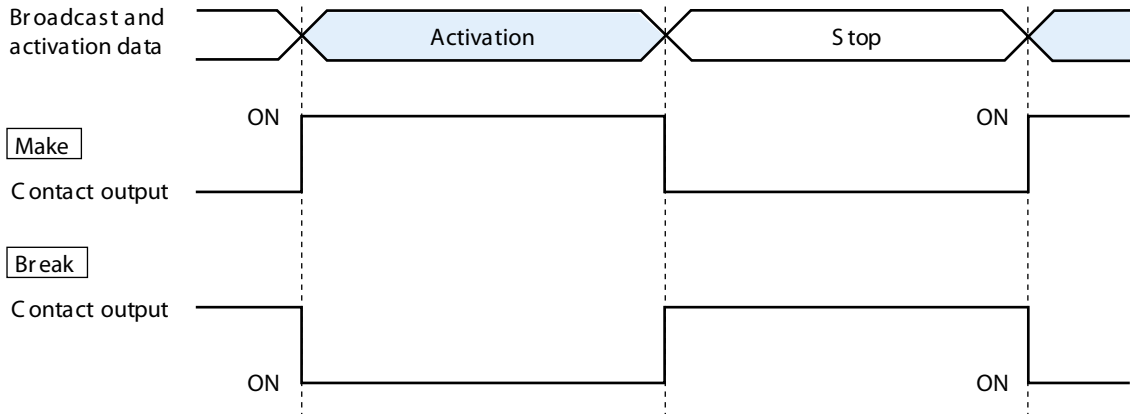 Broadcast and
activation data
Activation
Stop
ON
ON
Make
Contact output
Break
Contact output
ON
ON